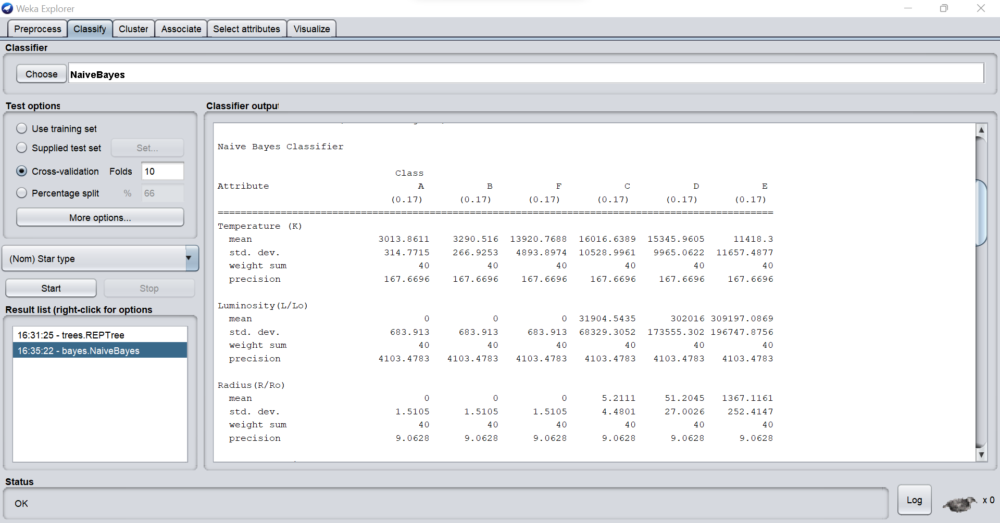 Weka Explorer
Preprocess Classify Cluster Associate Select attributes Visualize
Classifier
Choose NaiveBayes
Test options
Use training set
Supplied test set Set...
Cross-validation Folds 10
Percentage split % 66
More options...
(Nom) Star type
Start Stop
Result list (right-click for options
16:31:25 - trees.REPTree
16:35:22 - bayes.NaiveBayes
Classifier output
Naive Bayes Classifier
Class
Attribute A B F C D E
(0.17) (0.17) (0.17) (0.17) (0.17) (0.17)
=================================================================================================
Temperature (K)
mean 3013.8611 3290.516 13920.7688 16016.6389 15345.9605 11418.3
std. dev. 314.7715 266.9253 4893.8974 10528.9961 9965.0622 11657.4877
weight sum 40 40 40 40 40 40
precision 167.6696 167.6696 167.6696 167.6696 167.6696 167.6696
Luminosity(L/Lo)
mean 0 0 0 31904.5435 302016 309197.0869
std. dev. 683.913 683.913 683.913 68329.3052 173555.302 196747.8756
weight sum 40 40 40 40 40 40
precision 4103.4783 4103.4783 4103.4783 4103.4783 4103.4783 4103.4783
Radius(R/Ro)
mean 0 0 0 5.2111 51.2045 1367.1161
std. dev. 1.5105 1.5105 1.5105 4.4801 27.0026 252.4147
weight sum 40 40 40 40 40 40
precision 9.0628 9.0628 9.0628 9.0628 9.0628 9.0628
Status
OK
Log x 0